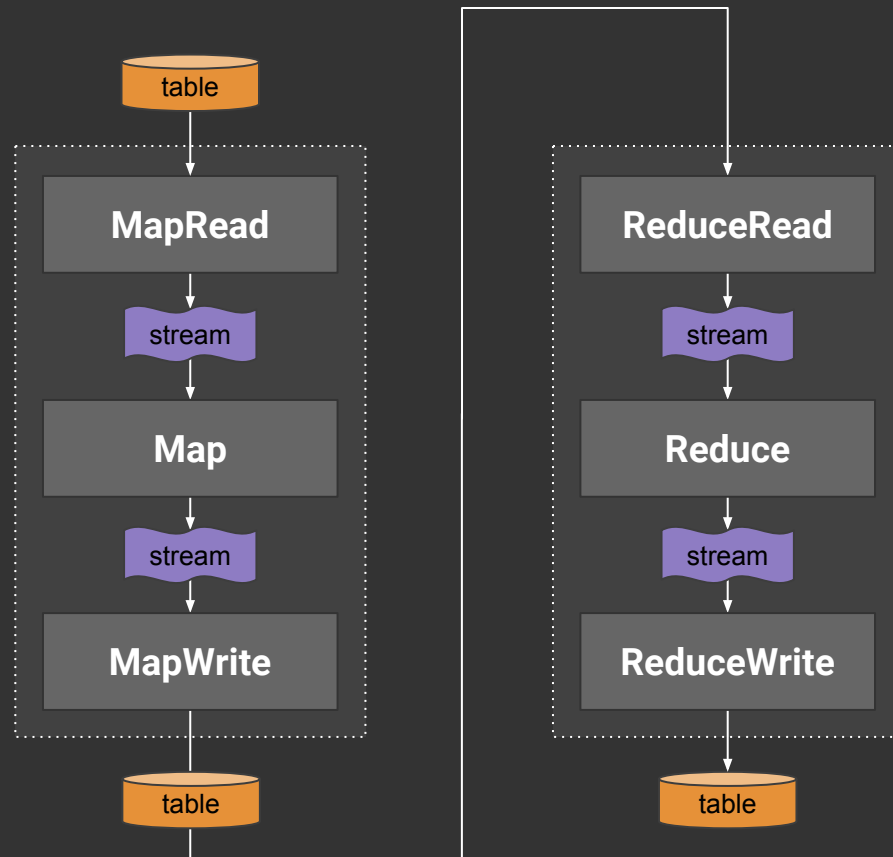 table
MapRead
stream
Map
stream
MapWrite
table
ReduceRead
stream
Reduce
stream
ReduceWrite
table